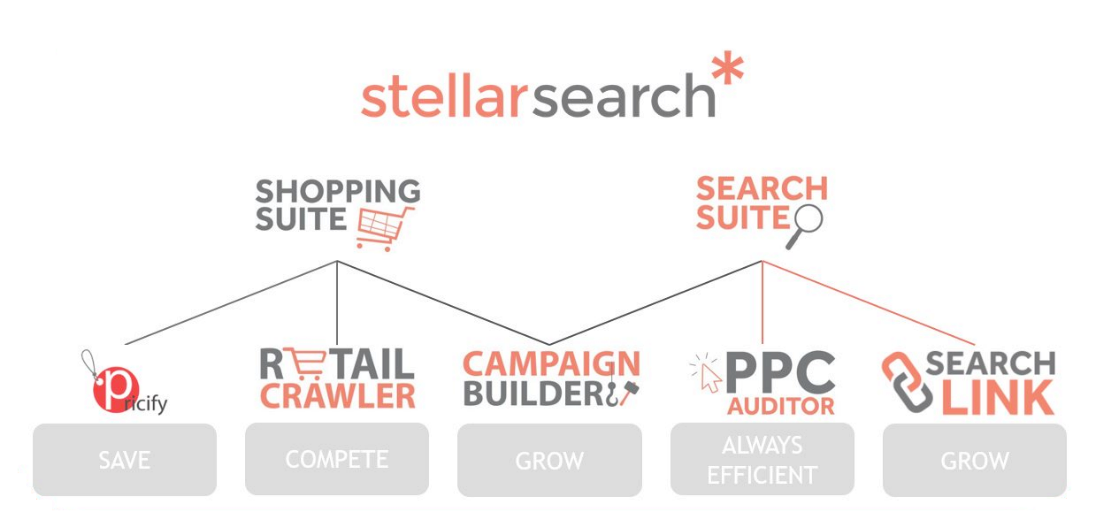 stellarsearch*
SHOPPING
SUITE
SEARCH
SUITE
Pricify
RETAIL
CRAWLER
CAMPAIGN
BUILDER
PPC
AUDITOR
SEARCH
LINK
SAVE
COMPETE
GROW
ALWAYS
EFFICIENT
GROW